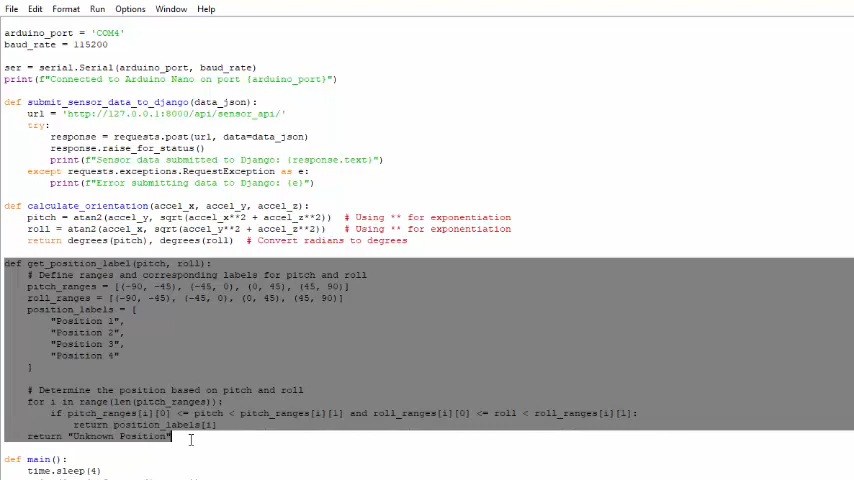 File Edit Format Run Options Window Help
arduino_port = 'COM4'
baud_rate = 115200
ser = serial.Serial(arduino_port, baud_rate)
print(f"Connected to Arduino Nano on port {arduino_port}")
def submit_sensor_data_to_django(data_json):
url = 'http://127.0.0.1:8000/api/sensor_api/'
try:
response = requests.post(url, data=data_json)
response.raise_for_status()
print(f"Sensor data submitted to Django: {response.text}")
except requests.exceptions.RequestException as e:
print(f"Error submitting data to Django: {e}")
def calculate_orientation(accel_x, accel_y, accel_z):
pitch = atan2(accel_y, sqrt(accel_x**2 + accel_z**2)) # Using ** for exponentiation
roll = atan2(accel_x, sqrt(accel_y**2 + accel_z**2)) # Using ** for exponentiation
return degrees(pitch), degrees(roll) # Convert radians to degrees
def get_position_label(pitch, roll):
# Define ranges and corresponding labels for pitch and roll
pitch_ranges = [(-90, -45), (-45, 0), (0, 45), (45, 90)]
roll_ranges = [(-90, -45), (-45, 0), (0, 45), (45, 90)]
position_labels = [
"Position 1",
"Position 2",
"Position 3",
"Position 4"
]
# Determine the position based on pitch and roll
for i in range(len(pitch_ranges)):
if pitch_ranges[i][0] <= pitch < pitch_ranges[i][1] and roll_ranges[i][0] <= roll < roll_ranges[i][1]:
return position_labels[i]
return "Unknown Position"
def main():
time.sleep(4)